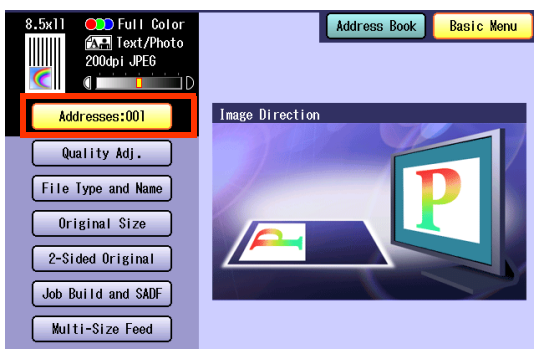 8.5x11 Full Color
Text/Photo
200dpi JPEG
D
Addresses:001
Quality Adj.
File Type and Name
Original Size
2-Sided Original
Job Build and SADF
Multi-Size Feed
Address Book
Basic Menu
Image Direction
P
P